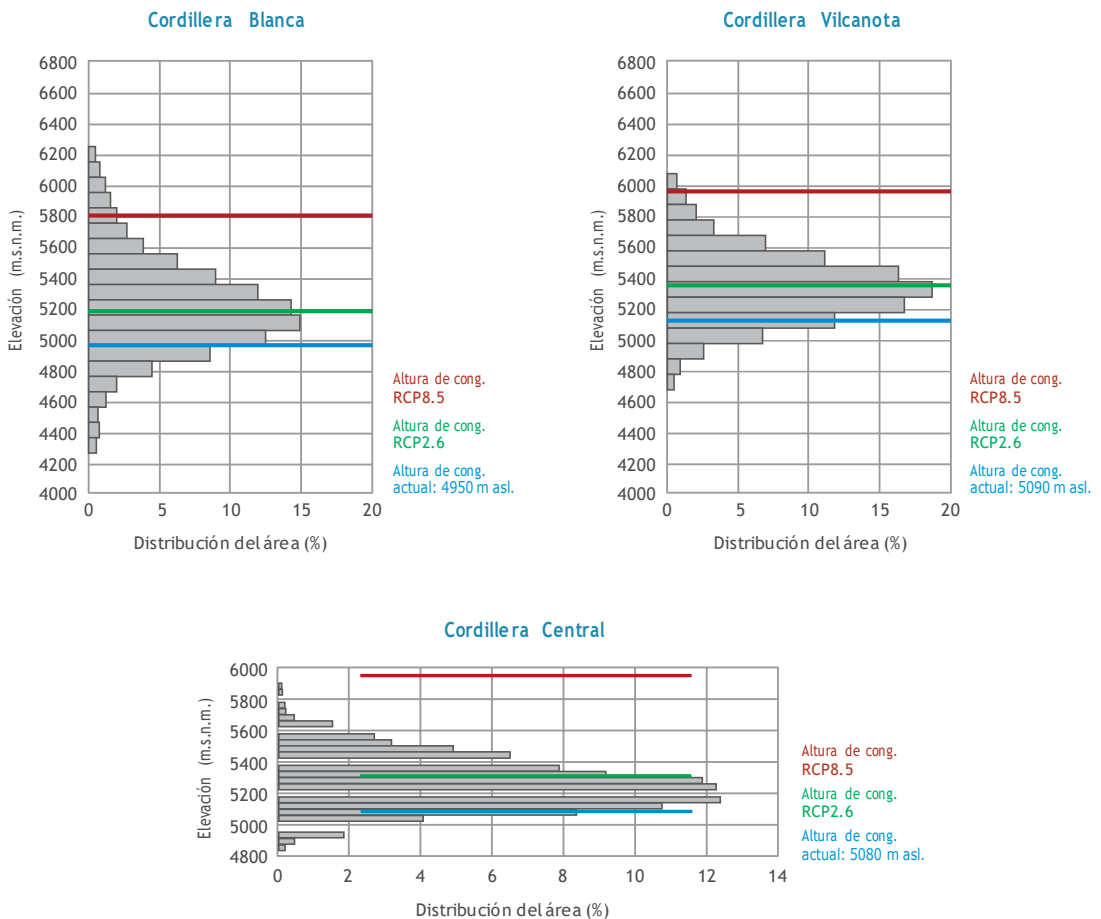 Cordillera Blanca
6800
6600
6400
6200
6000
5800
5600
5400
5200
5000
4800
4600
4400
4200
4000
Elevación (m.s.n.m.)
0 5 10 15 20
Distribución del área (%)
Altura de cong.
RCP8.5
Altura de cong.
RCP2.6
Altura de cong.
actual: 4950 m asl.
Cordillera Vilcanota
6800
6600
6400
6200
6000
5800
5600
5400
5200
5000
4800
4600
4400
4200
4000
Elevación (m.s.n.m.)
0 5 10 15 20
Distribución del área (%)
Altura de cong.
RCP8.5
Altura de cong.
RCP2.6
Altura de cong.
actual: 5090 m asl.
Cordillera Central
6000
5800
5600
5400
5200
5000
4800
Elevación (m.s.n.m.)
0 2 4 6 8 10 12 14
Distribución del área (%)
Altura de cong.
RCP8.5
Altura de cong.
RCP2.6
Altura de cong.
actual: 5080 m asl.